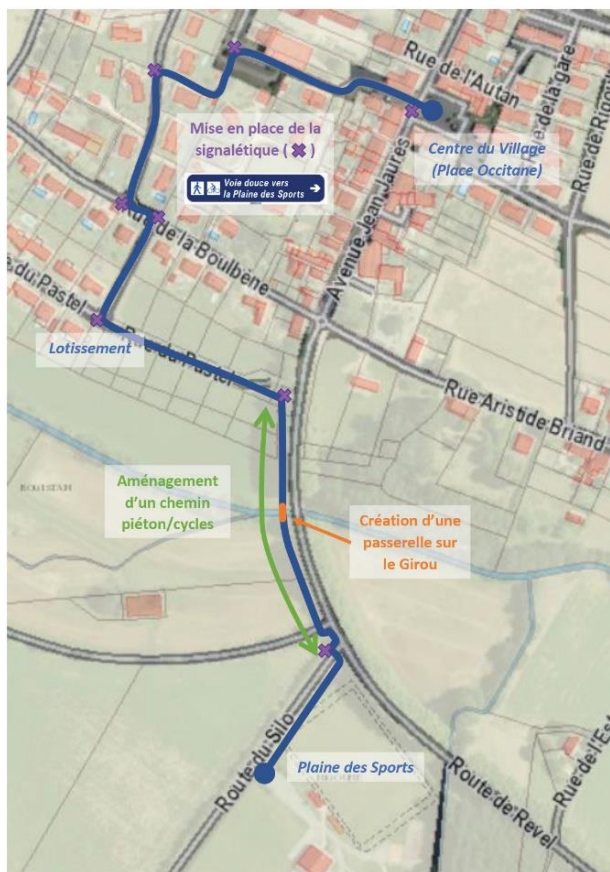 Rue de l'Autan
Rue de la gare
Mise en place de la
signalétique ( ✖ )
Voie douce vers
la Plaine des Sports
Centre du Village
(Place Occitane)
Avenue Jean Jaurès
Rue de la Boulbène
Rue du Pastel
Lotissement
Rue Aristide Briand
Aménagement
d'un chemin
piéton/cycles
Création d'une
passerelle sur
le Girou
Route du Silo
Plaine des Sports
Route de Revel